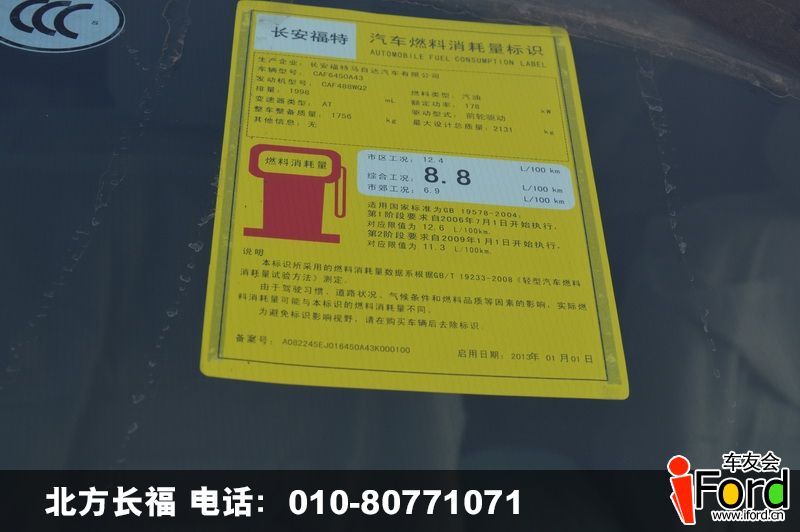 CCC S
长安福特 汽车燃料消耗量标识
AUTOMOBILE FUEL CONSUMPTION LABEL
生产企业：长安福特马自达汽车有限公司
车辆型号：CAF6450A43
发动机型号：CAF488WQ2 燃料类型：汽油
排量：1998 mL 额定功率：178 kW
变速器类型：AT 驱动型式：前轮驱动
整车整备质量：1756 kg 最大设计总质量：2131 kg
其他信息：无
燃料消耗量
市区工况：12.4 L/100 km
综合工况：8.8 L/100 km
市郊工况：6.9 L/100 km
适用国家标准为GB 19578-2004：
第1阶段要求自2006年7月1日开始执行，
对应限值为 12.6 L/100km.
第2阶段要求自2009年1月1日开始执行，
对应限值为 11.3 L/100km.
说明
本标识所采用的燃料消耗量数据系根据GB/T 19233-2008《轻型汽车燃料
消耗量试验方法》测定.
由于驾驶习惯、道路状况、气候条件和燃料品质等因素的影响，实际燃
料消耗量可能与本标识的燃料消耗量不同.
为避免标识影响视野，请在购买车辆后去除标识.
备案号：A082245EJ016450A43K000100 启用日期：2013年 01月01日
北方长福 电话：010-80771071
车友会
iFord
www.iford.cn